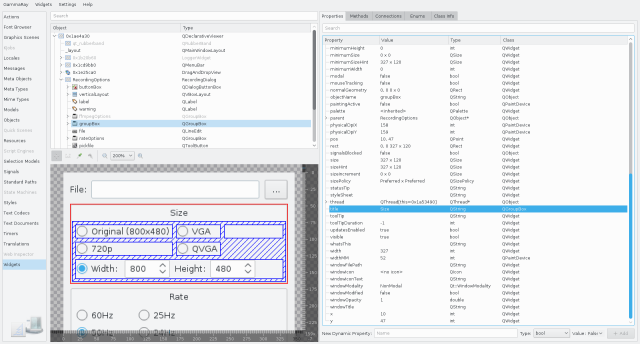 GammaRay Widgets Settings Help
Actions
Font Browser
Graphics Scenes
Locales
Messages
Meta Objects
Meta Types
Mime Types
Models
Objects
Quick Scenes
Resources
Script Engines
Selection Models
Signals
Standard Paths
State Machines
Styles
Text Codecs
Text Documents
Timers
Translations
Web Inspector
Widgets
Search
Object Type
0x1aa4a30 QDeclarativeViewer
qt_rubberband QRubberBand
_layout QMainWindowLayout
QMenuBar
DragAndDropView
RecordingOptions RecordingDialog
buttonBox QDialogButtonBox
verticalLayout QVBoxLayout
label QLabel
warning QLabel
groupBox QGroupBox
file QLineEdit
rateOptions QGroupBox
QToolButton
200%
File: ...
Size
Original (800x480) VGA
720p QVGA
Width: 800 Height: 480
Rate
60Hz 25Hz
Properties Methods Connections Enums Class Info
Search
Property Value Type Class
minimumHeight 0 int QWidget
minimumSize 0 x 0 QSize QWidget
minimumSizeHint 327 x 120 QSize QWidget
minimumWidth 0 int QWidget
modal false bool QWidget
mouseTracking false bool QWidget
normalGeometry 0, 0 0 x 0 QRect QWidget
objectName groupBox QString QObject
paintingActive false bool QPaintDevice
palette <inherited> QPalette QWidget
parent RecordingOptions QObject* QObject
physicalDpiX 158 int QPaintDevice
physicalDpiY 158 int QPaintDevice
pos 10, 47 QPoint QWidget
rect 0, 0 327 x 120 QRect QWidget
signalsBlocked false bool QObject
size 327 x 120 QSize QWidget
sizeHint 327 x 120 QSize QWidget
sizeIncrement 0 x 0 QSize QWidget
sizePolicy Preferred x Preferred QSizePolicy QWidget
statusTip QString QWidget
styleSheet QString QWidget
thread QThread* QObject
title Size QString QGroupBox
toolTip QString QWidget
toolTipDuration -1 int QWidget
updatesEnabled true bool QWidget
visible true bool QWidget
whatsThis QString QWidget
width 327 int QWidget
widthMM 52 int QPaintDevice
windowFilePath QString QWidget
windowIcon <no icon> QIcon QWidget
windowIconText QString QWidget
windowModality NonModal Qt::WindowModality QWidget
windowModified false bool QWidget
windowOpacity 1 double QWidget
windowTitle QString QWidget
x 10 int QWidget
y 47 int QWidget
New Dynamic Property: Name Type: bool Value: False Add